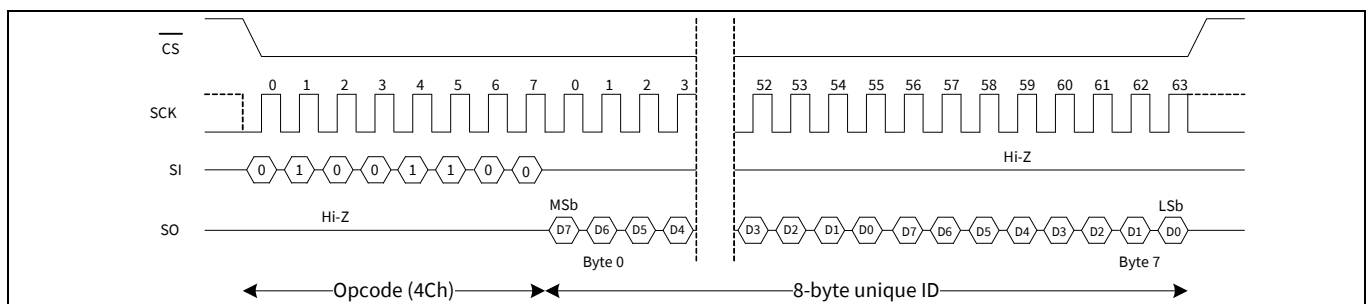 CS
0 1 2 3 4 5 6 7 0 1 2 3 52 53 54 55 56 57 58 59 60 61 62 63
SCK
Hi-Z
SI 0 1 0 0 1 1 0 0
MSb LSb
Hi-Z
SO D7 D6 D5 D4 D3 D2 D1 D0 D7 D6 D5 D4 D3 D2 D1 D0
Byte 0 Byte 7
Opcode (4Ch) 8-byte unique ID